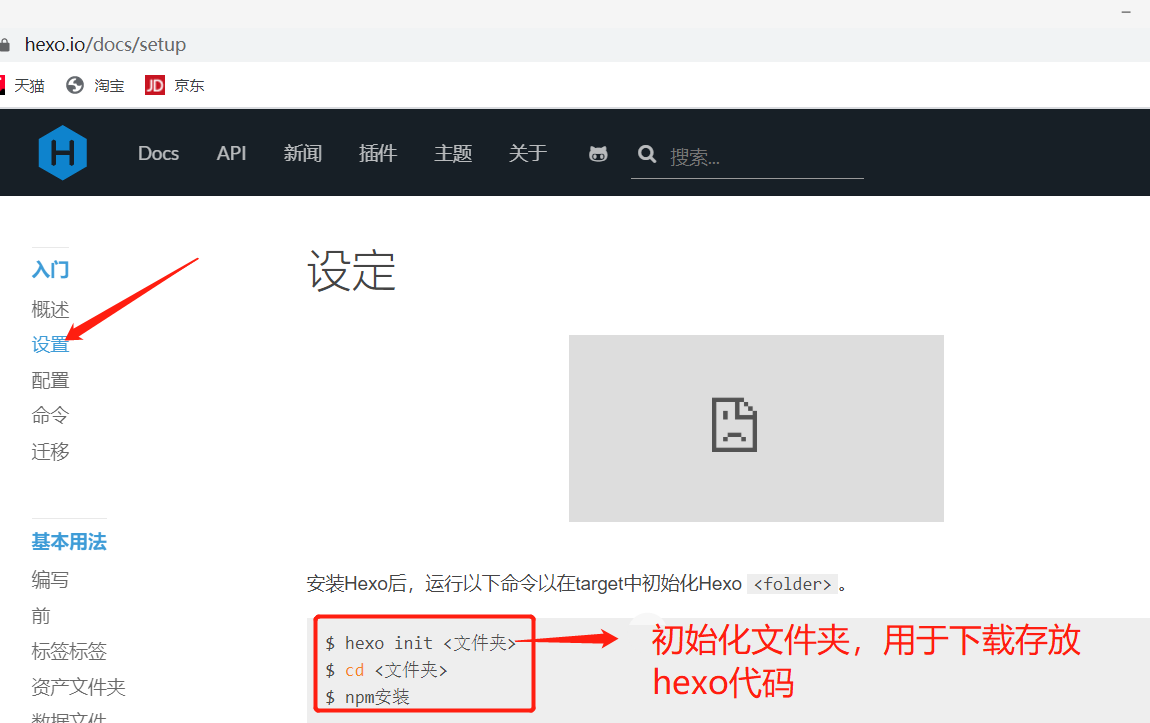 hexo.io/docs/setup
天猫 淘宝 JD 京东
H Docs API 新闻 插件 主题 关于 搜索...
入门
概述
设置
配置
命令
迁移
基本用法
编写
前
标签标签
资产文件夹
数据文件
设定
安装Hexo后，运行以下命令以在target中初始化Hexo <folder>。
$ hexo init <文件夹>
$ cd <文件夹>
$ npm安装
初始化文件夹，用于下载存放
hexo代码